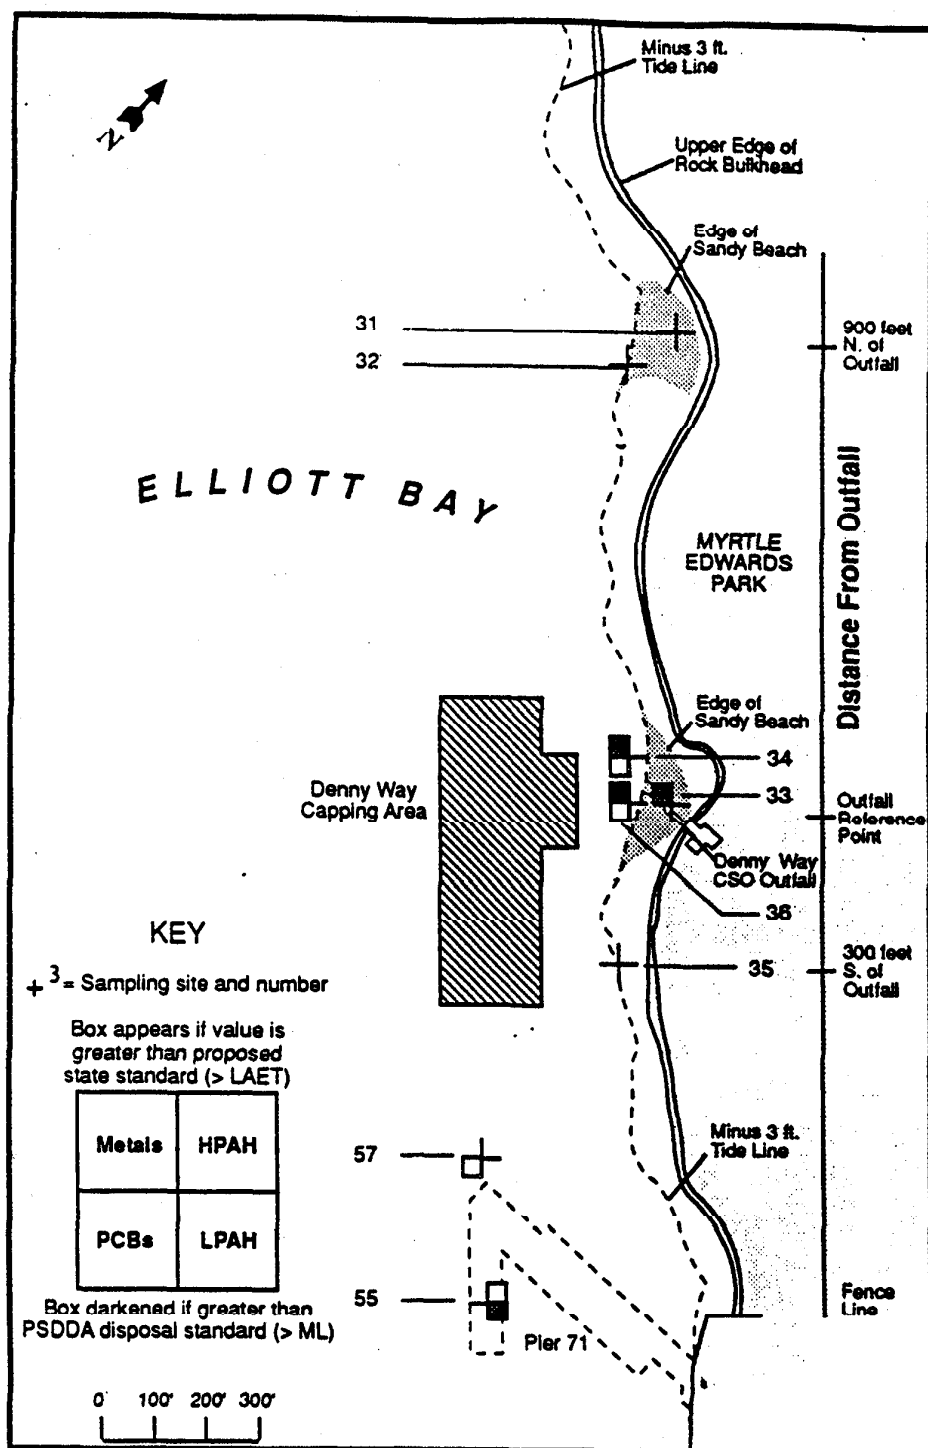 Minus 3 ft.
Tide Line
N
Upper Edge of
Rock Bulkhead
Edge of
Sandy Beach
31
32
900 feet
N. of
Outfall
ELLIOTT BAY
MYRTLE
EDWARDS
PARK
Distance From Outfall
Edge of
Sandy Beach
34
33
Denny Way
Capping Area
Outfall
Reference
Point
Denny Way
CSO Outfall
36
KEY
35
300 feet
S. of
Outfall
+ 3 = Sampling site and number
Box appears if value is
greater than proposed
state standard (> LAET)
Metals HPAH
PCBs LPAH
Box darkened if greater than
PSDDA disposal standard (> ML)
57
Minus 3 ft.
Tide Line
55
Pier 71
Fence
Line
0' 100' 200' 300'